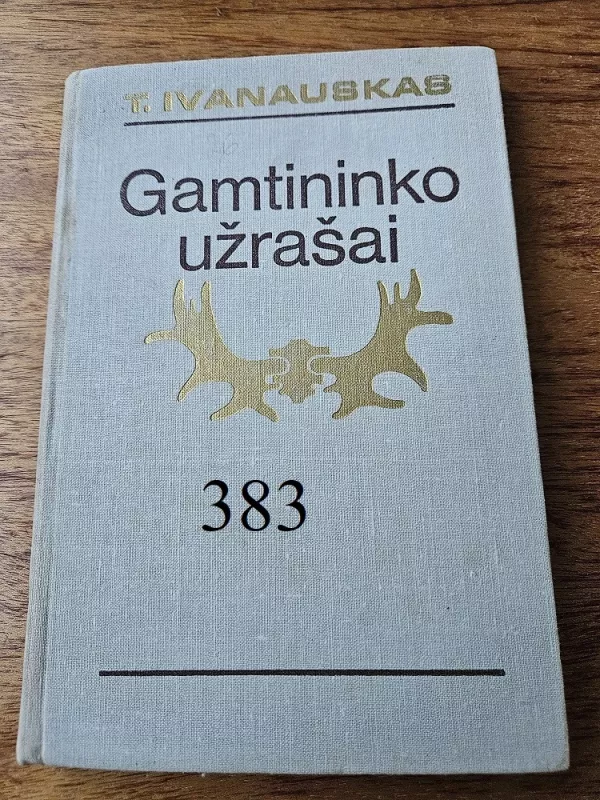 T. IVANAUSKAS
Gamtininko
užrašai
383